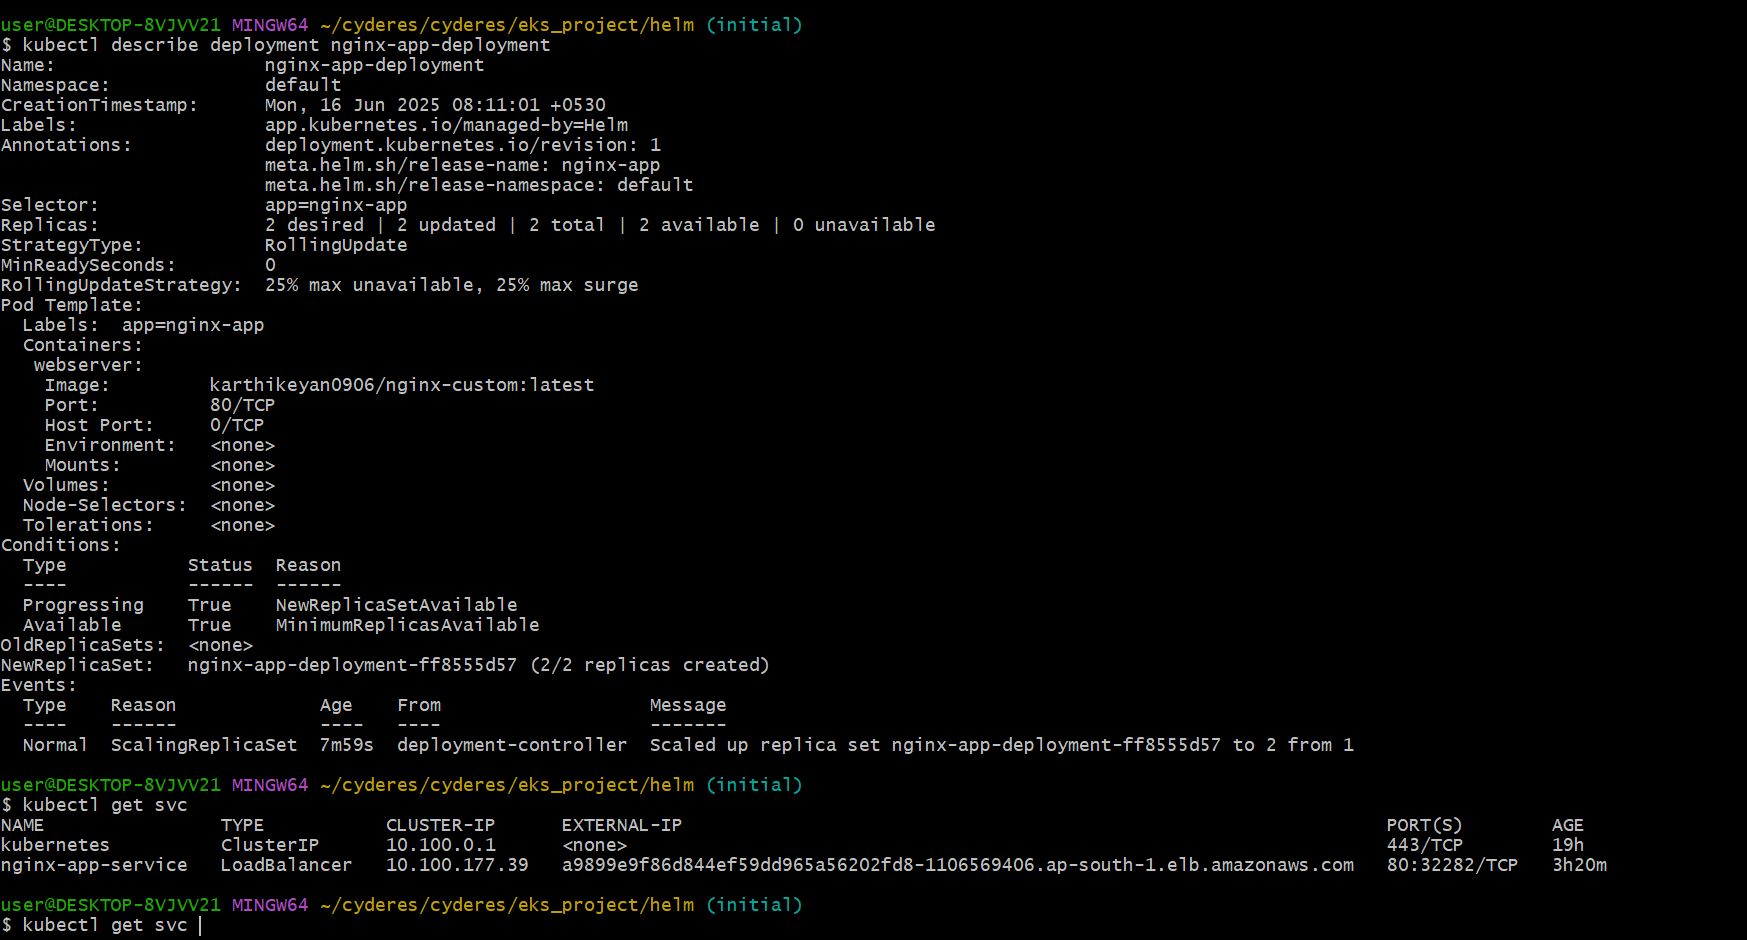 user@DESKTOP-8VJVV21 MINGW64 ~/cyderes/cyderes/eks_project/helm (initial)
$ kubectl describe deployment nginx-app-deployment
Name:                   nginx-app-deployment
Namespace:              default
CreationTimestamp:      Mon, 16 Jun 2025 08:11:01 +0530
Labels:                 app.kubernetes.io/managed-by=Helm
Annotations:            deployment.kubernetes.io/revision: 1
                        meta.helm.sh/release-name: nginx-app
                        meta.helm.sh/release-namespace: default
Selector:               app=nginx-app
Replicas:               2 desired | 2 updated | 2 total | 2 available | 0 unavailable
StrategyType:           RollingUpdate
MinReadySeconds:        0
RollingUpdateStrategy:  25% max unavailable, 25% max surge
Pod Template:
  Labels:  app=nginx-app
  Containers:
   webserver:
    Image:         karthikeyan0906/nginx-custom:latest
    Port:          80/TCP
    Host Port:     0/TCP
    Environment:   <none>
    Mounts:        <none>
  Volumes:         <none>
  Node-Selectors:  <none>
  Tolerations:     <none>
Conditions:
  Type           Status  Reason
  ----           ------  ------
  Progressing    True    NewReplicaSetAvailable
  Available      True    MinimumReplicasAvailable
OldReplicaSets:  <none>
NewReplicaSet:   nginx-app-deployment-ff8555d57 (2/2 replicas created)
Events:
  Type    Reason             Age    From                   Message
  ----    ------             ----   ----                   -------
  Normal  ScalingReplicaSet  7m59s  deployment-controller  Scaled up replica set nginx-app-deployment-ff8555d57 to 2 from 1
user@DESKTOP-8VJVV21 MINGW64 ~/cyderes/cyderes/eks_project/helm (initial)
$ kubectl get svc
NAME                TYPE           CLUSTER-IP      EXTERNAL-IP                                                                PORT(S)        AGE
kubernetes          ClusterIP      10.100.0.1      <none>                                                                     443/TCP        19h
nginx-app-service   LoadBalancer   10.100.177.39   a9899e9f86d844ef59dd965a56202fd8-1106569406.ap-south-1.elb.amazonaws.com   80:32282/TCP   3h20m
user@DESKTOP-8VJVV21 MINGW64 ~/cyderes/cyderes/eks_project/helm (initial)
$ kubectl get svc